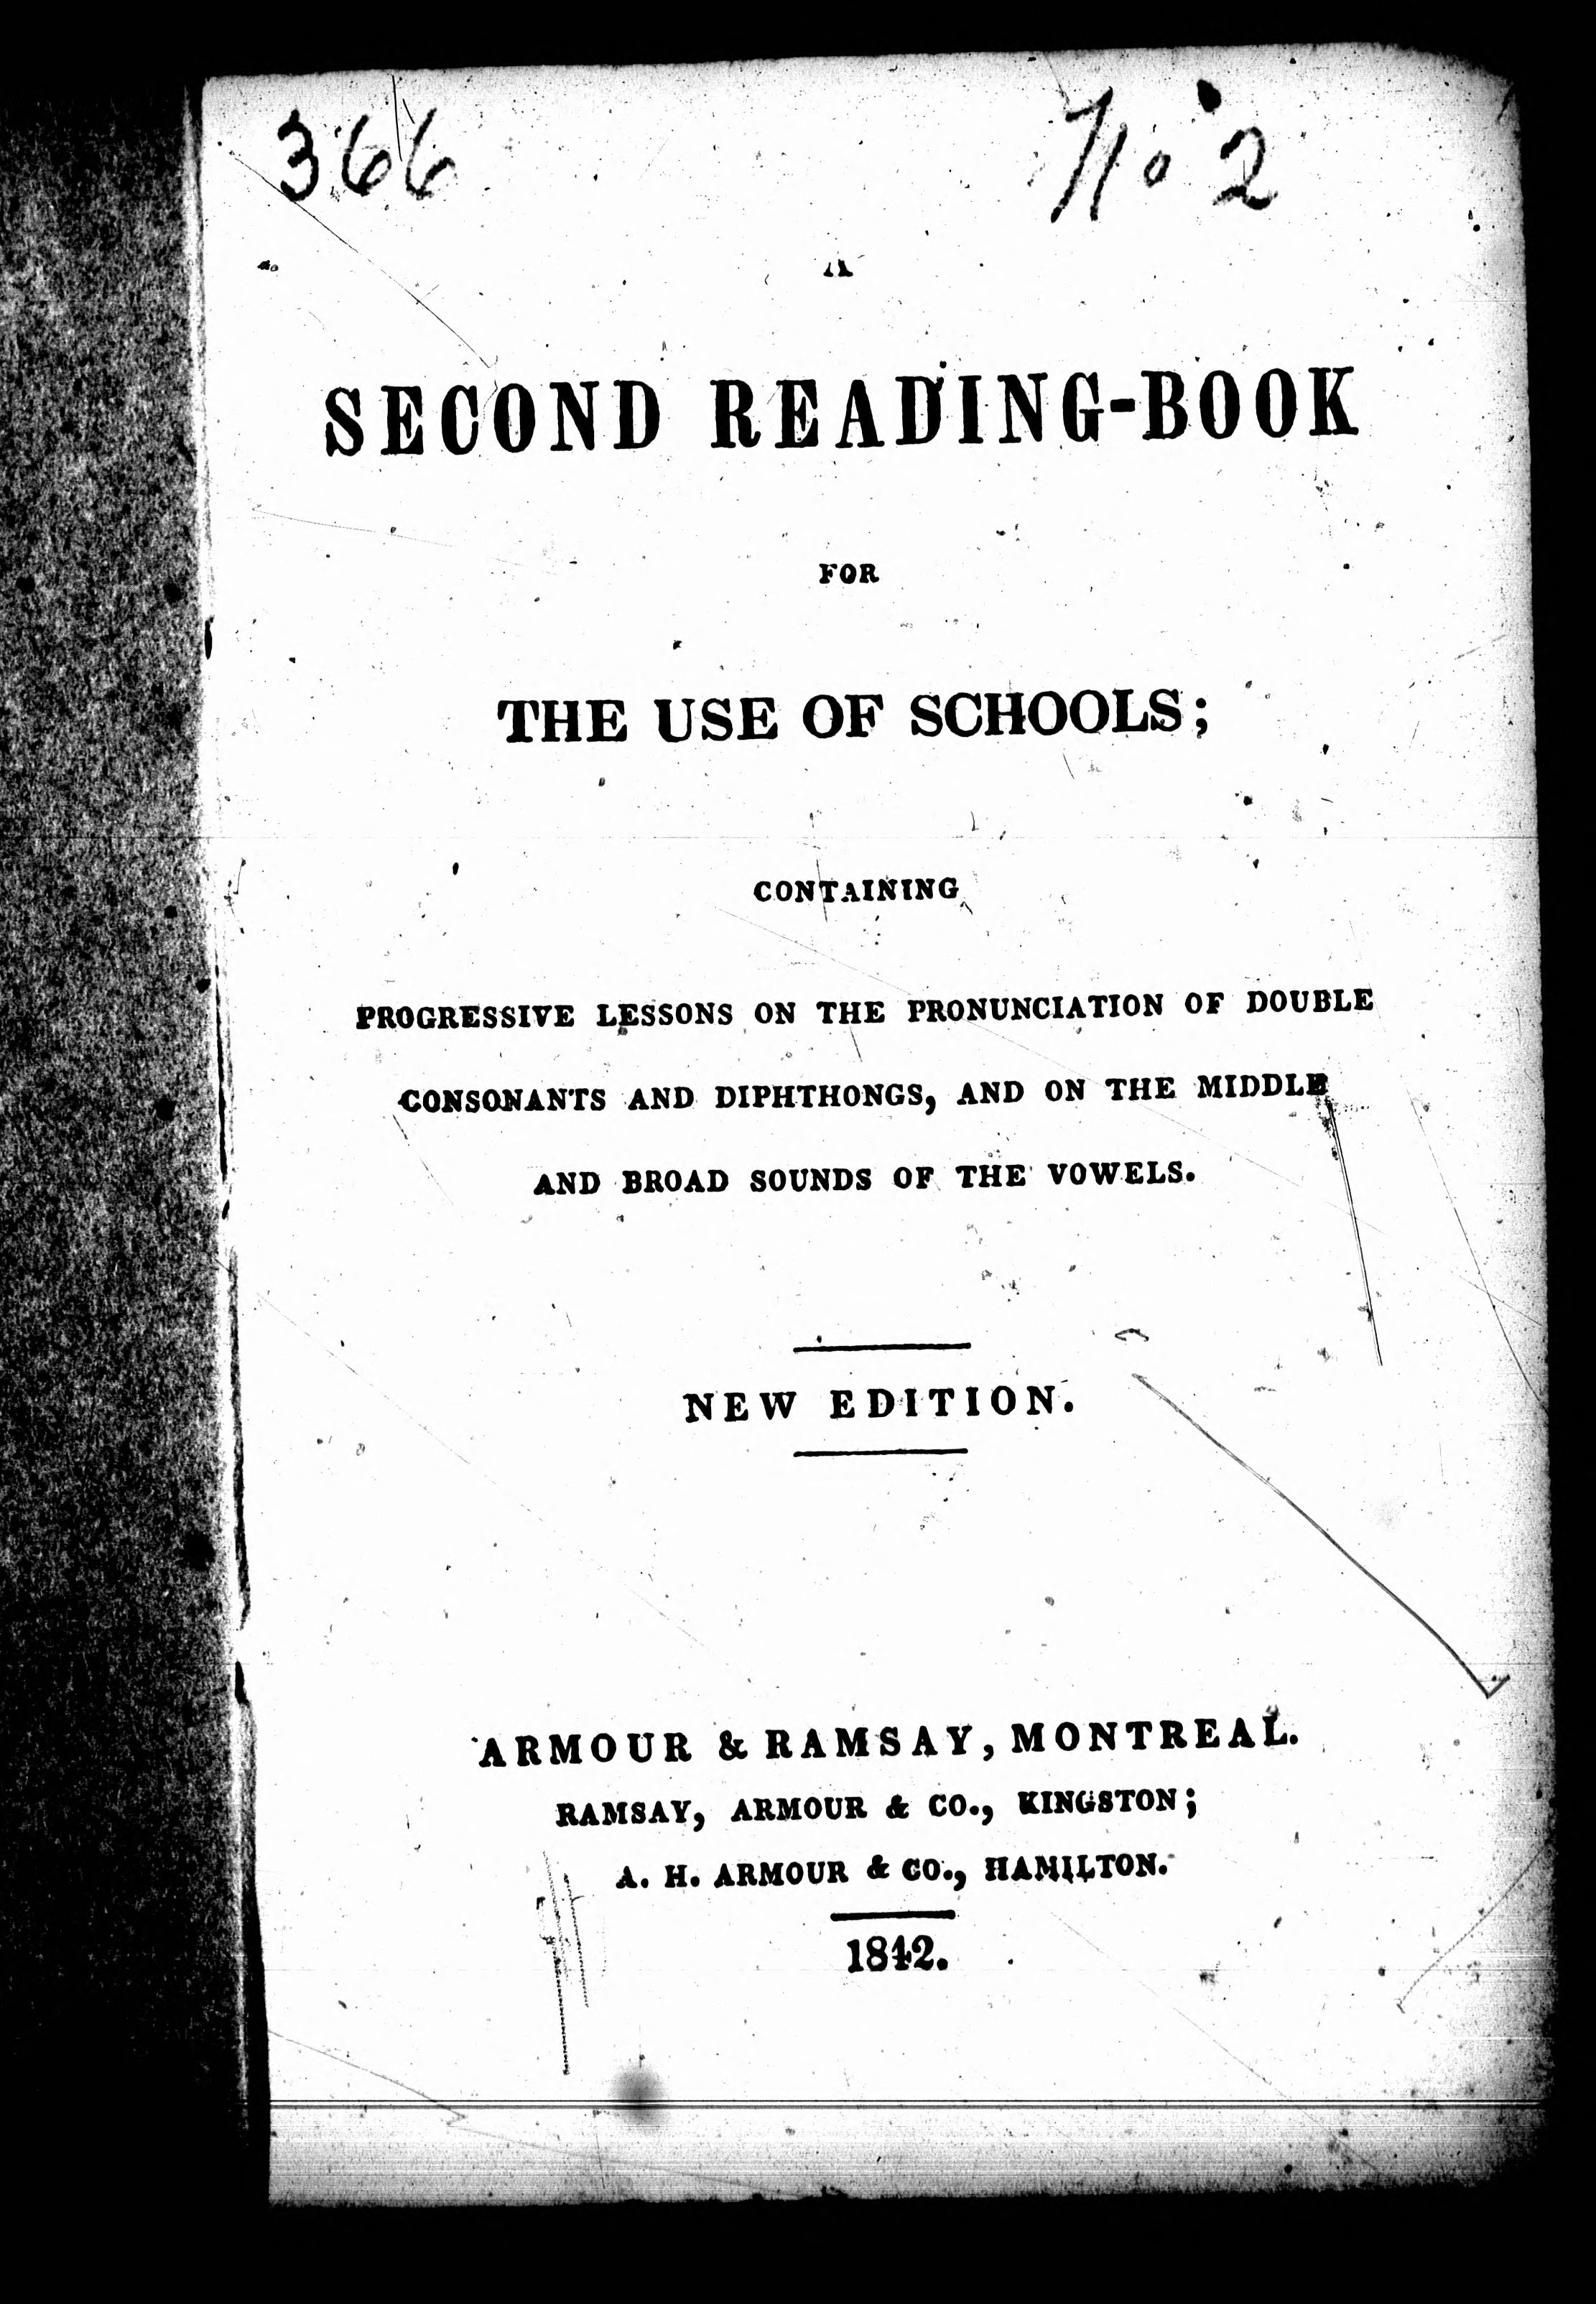 366 No 2
A
SECOND READING-BOOK
FOR
THE USE OF SCHOOLS;
CONTAINING
PROGRESSIVE LESSONS ON THE PRONUNCIATION OF DOUBLE
CONSONANTS AND DIPHTHONGS, AND ON THE MIDDLE
AND BROAD SOUNDS OF THE VOWELS.
NEW EDITION.
ARMOUR & RAMSAY, MONTREAL.
RAMSAY, ARMOUR & CO., KINGSTON;
A. H. ARMOUR & CO., HAMILTON.
1842.